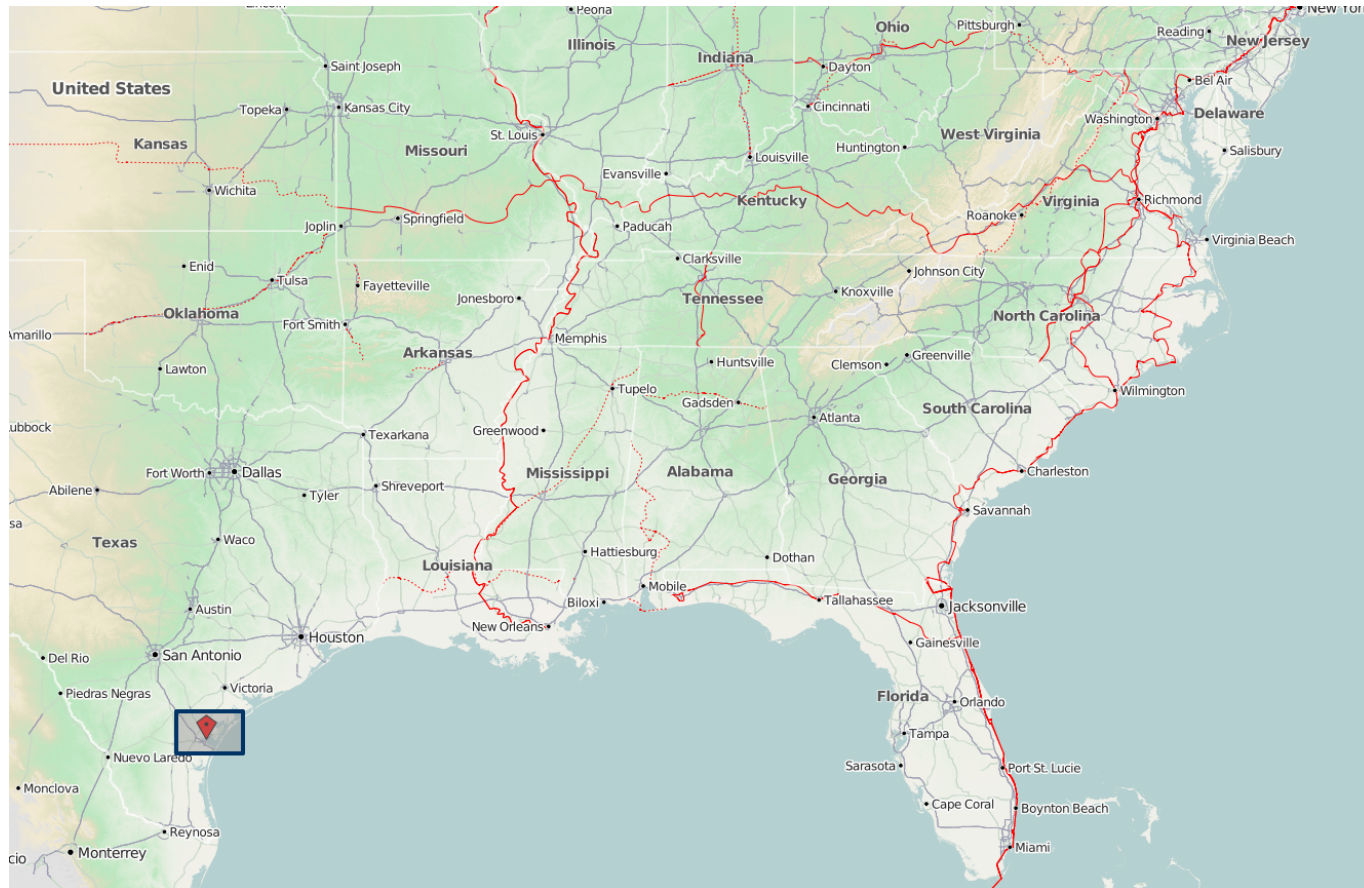 Lincoln
Peoria
Pittsburgh
New York
Ohio
Reading
New Jersey
Illinois
Indiana
Saint Joseph
Dayton
Bel Air
United States
Topeka
Kansas City
Cincinnati
Delaware
Washington
Kansas
Missouri
St. Louis
West Virginia
Huntington
Salisbury
Louisville
Evansville
Wichita
Kentucky
Virginia
Richmond
Springfield
Roanoke
Joplin
Paducah
Virginia Beach
Enid
Clarksville
Johnson City
Tulsa
Fayetteville
Jonesboro
Tennessee
Knoxville
Oklahoma
Fort Smith
North Carolina
Amarillo
Memphis
Arkansas
Greenville
Lawton
Huntsville
Clemson
Tupelo
Wilmington
Gadsden
South Carolina
Atlanta
ubbock
Texarkana
Greenwood
Fort Worth
Dallas
Mississippi
Alabama
Charleston
Georgia
Abilene
Shreveport
Tyler
Savannah
sa
Texas
Waco
Hattiesburg
Dothan
Louisiana
Mobile
Austin
Biloxi
Tallahassee
Jacksonville
New Orleans
Houston
Gainesville
San Antonio
Del Rio
Victoria
Piedras Negras
Florida
Orlando
Tampa
Nuevo Laredo
Sarasota
Port St. Lucie
Monclova
Cape Coral
Boynton Beach
Reynosa
Miami
Monterrey
cio